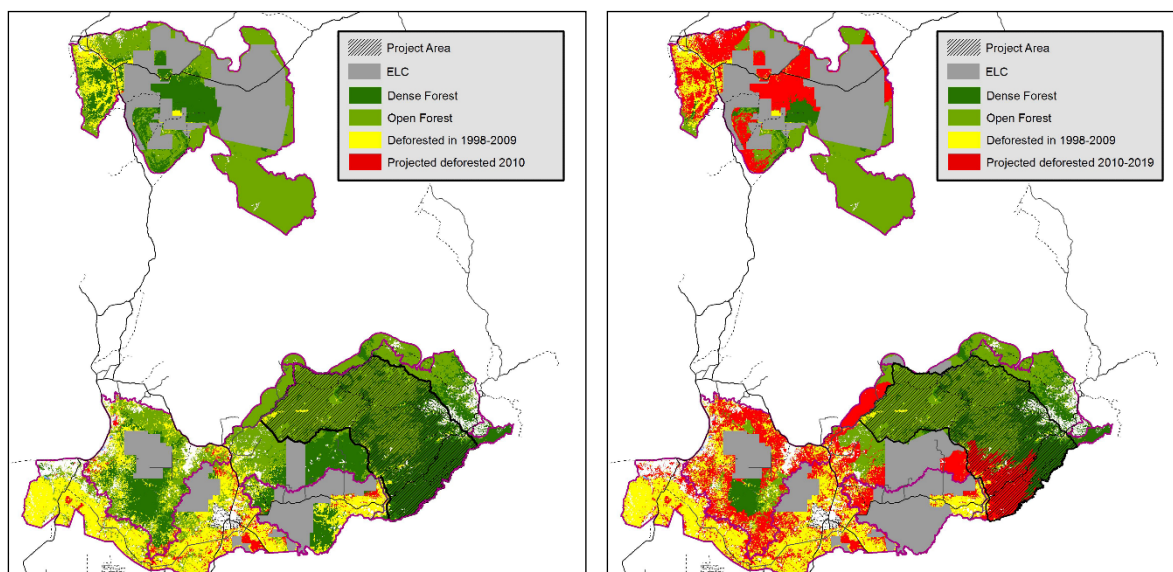 Project Area
ELC
Dense Forest
Open Forest
Deforested in 1998-2009
Projected deforested 2010
Project Area
ELC
Dense Forest
Open Forest
Deforested in 1998-2009
Projected deforested 2010-2019